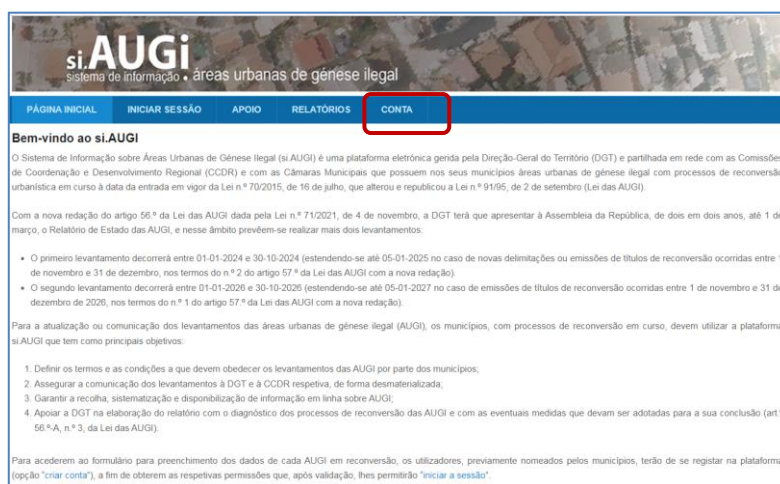 si.AUGi
sistema de informação • áreas urbanas de génese ilegal
PÁGINA INICIAL INICIAR SESSÃO APOIO RELATÓRIOS CONTA
Bem-vindo ao si.AUGI
O Sistema de Informação sobre Áreas Urbanas de Génese Ilegal (si.AUGI) é uma plataforma eletrónica gerida pela Direção-Geral do Território (DGT) e partilhada em rede com as Comissões
de Coordenação e Desenvolvimento Regional (CCDR) e com as Câmaras Municipais que possuem nos seus municípios áreas urbanas de génese ilegal com processos de reconversão
urbanística em curso à data da entrada em vigor da Lei n.º 70/2015, de 16 de julho, que alterou e republicou a Lei n.º 91/95, de 2 de setembro (Lei das AUGI).
Com a nova redação do artigo 56.º da Lei das AUGI dada pela Lei n.º 71/2021, de 4 de novembro, a DGT terá que apresentar à Assembleia da República, de dois em dois anos, até 1 de
março, o Relatório de Estado das AUGI, e nesse âmbito prevêem-se realizar mais dois levantamentos:
• O primeiro levantamento decorrerá entre 01-01-2024 e 30-10-2024 (estendendo-se até 05-01-2025 no caso de novas delimitações ou emissões de títulos de reconversão ocorridas entre 1
de novembro e 31 de dezembro, nos termos do n.º 2 do artigo 57.º da Lei das AUGI com a nova redação).
• O segundo levantamento decorrerá entre 01-01-2026 e 30-10-2026 (estendendo-se até 05-01-2027 no caso de emissões de títulos de reconversão ocorridas entre 1 de novembro e 31 de
dezembro de 2026, nos termos do n.º 1 do artigo 57.º da Lei das AUGI com a nova redação).
Para a atualização ou comunicação dos levantamentos das áreas urbanas de génese ilegal (AUGI), os municípios, com processos de reconversão em curso, devem utilizar a plataforma
si.AUGI que tem como principais objetivos:
1. Definir os termos e as condições a que devem obedecer os levantamentos das AUGI por parte dos municípios;
2. Assegurar a comunicação dos levantamentos à DGT e à CCDR respetiva, de forma desmaterializada;
3. Garantir a recolha, sistematização e disponibilização de informação em linha sobre AUGI;
4. Apoiar a DGT na elaboração do relatório com o diagnóstico dos processos de reconversão das AUGI e com as eventuais medidas que devam ser adotadas para a sua conclusão (art.º
56.º-A, n.º 3, da Lei das AUGI).
Para acederem ao formulário para preenchimento dos dados de cada AUGI em reconversão, os utilizadores, previamente nomeados pelos municípios, terão de se registar na plataforma
(opção "criar conta"), a fim de obterem as respetivas permissões que, após validação, lhes permitirão "iniciar a sessão".